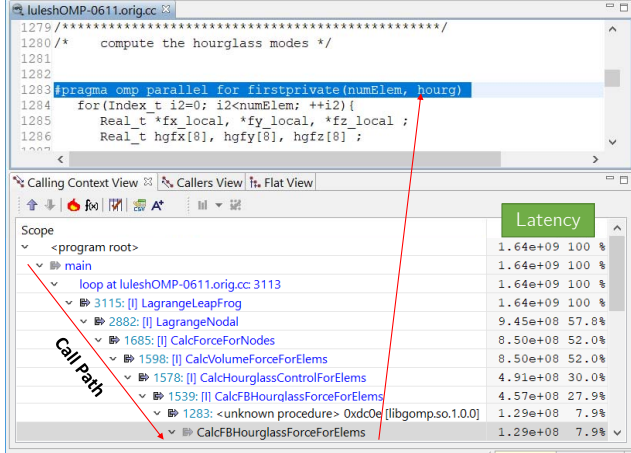 luleshOMP-0611.orig.cc
1279 /**************************************************/
1280 /*    compute the hourglass modes */
1281
1282
1283 #pragma omp parallel for firstprivate(numElem, hourg)
1284    for(Index_t i2=0; i2<numElem; ++i2){
1285       Real_t *fx_local, *fy_local, *fz_local ;
1286       Real_t hgfx[8], hgfy[8], hgfz[8] ;
Calling Context View Callers View Flat View
f(x) A+
Latency
Scope
<program root> 1.64e+09 100 %
main 1.64e+09 100 %
loop at luleshOMP-0611.orig.cc: 3113 1.64e+09 100 %
3115: [I] LagrangeLeapFrog 1.64e+09 100 %
2882: [I] LagrangeNodal 9.45e+08 57.8%
1685: [I] CalcForceForNodes 8.50e+08 52.0%
1598: [I] CalcVolumeForceForElems 8.50e+08 52.0%
1578: [I] CalcHourglassControlForElems 4.91e+08 30.0%
1539: [I] CalcFBHourglassForceForElems 4.57e+08 27.9%
1283: <unknown procedure> 0xdc0e [libgomp.so.1.0.0] 1.29e+08 7.9%
CalcFBHourglassForceForElems 1.29e+08 7.9%
Call Path